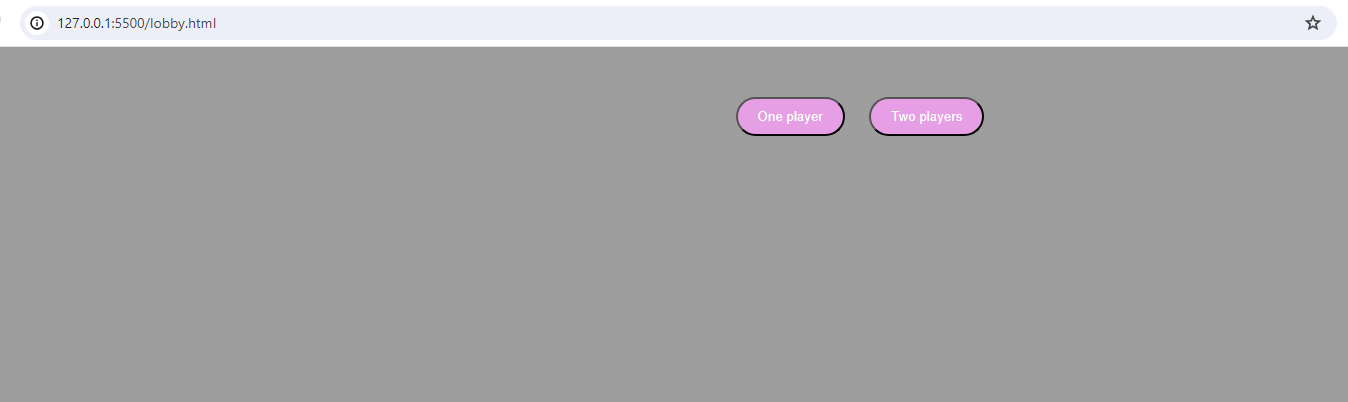 127.0.0.1:5500/lobby.html
One player
Two players